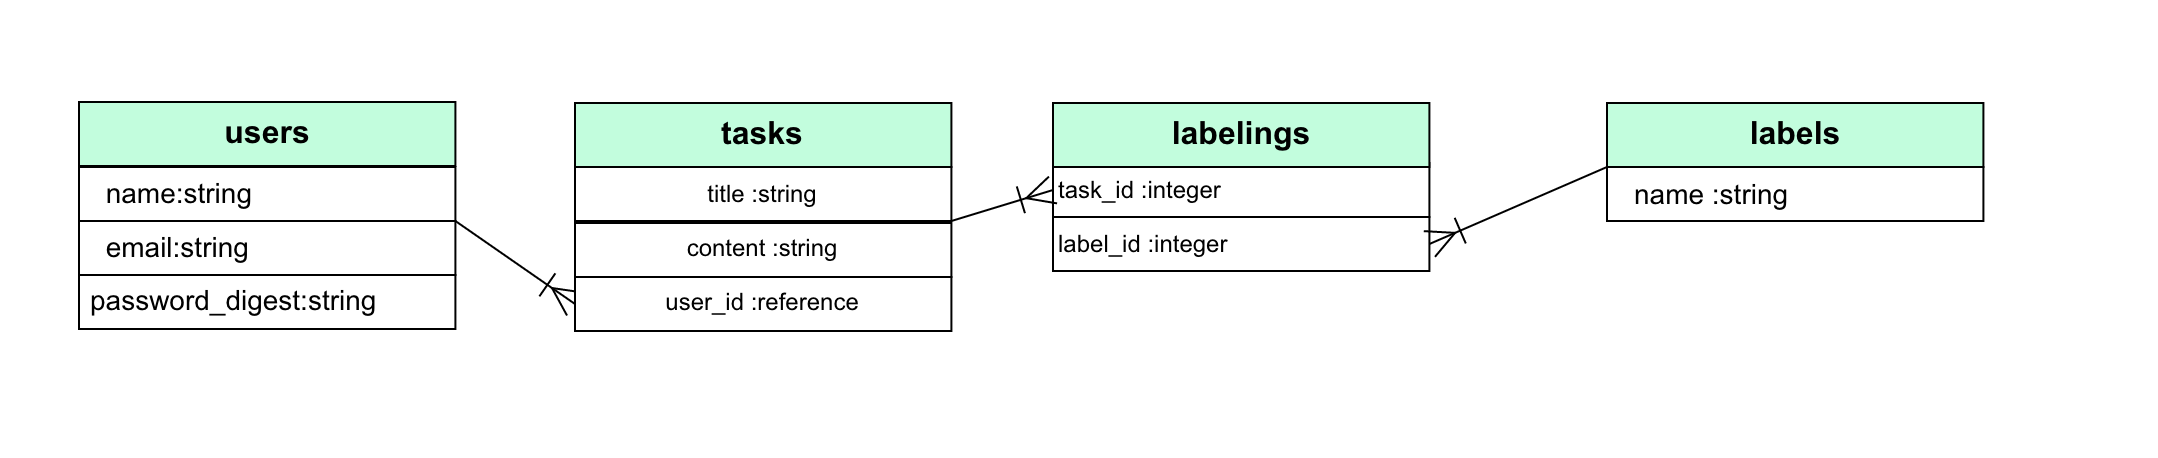 users
name:string
email:string
password_digest:string
tasks
title :string
content :string
user_id :reference
labelings
task_id :integer
label_id :integer
labels
name :string